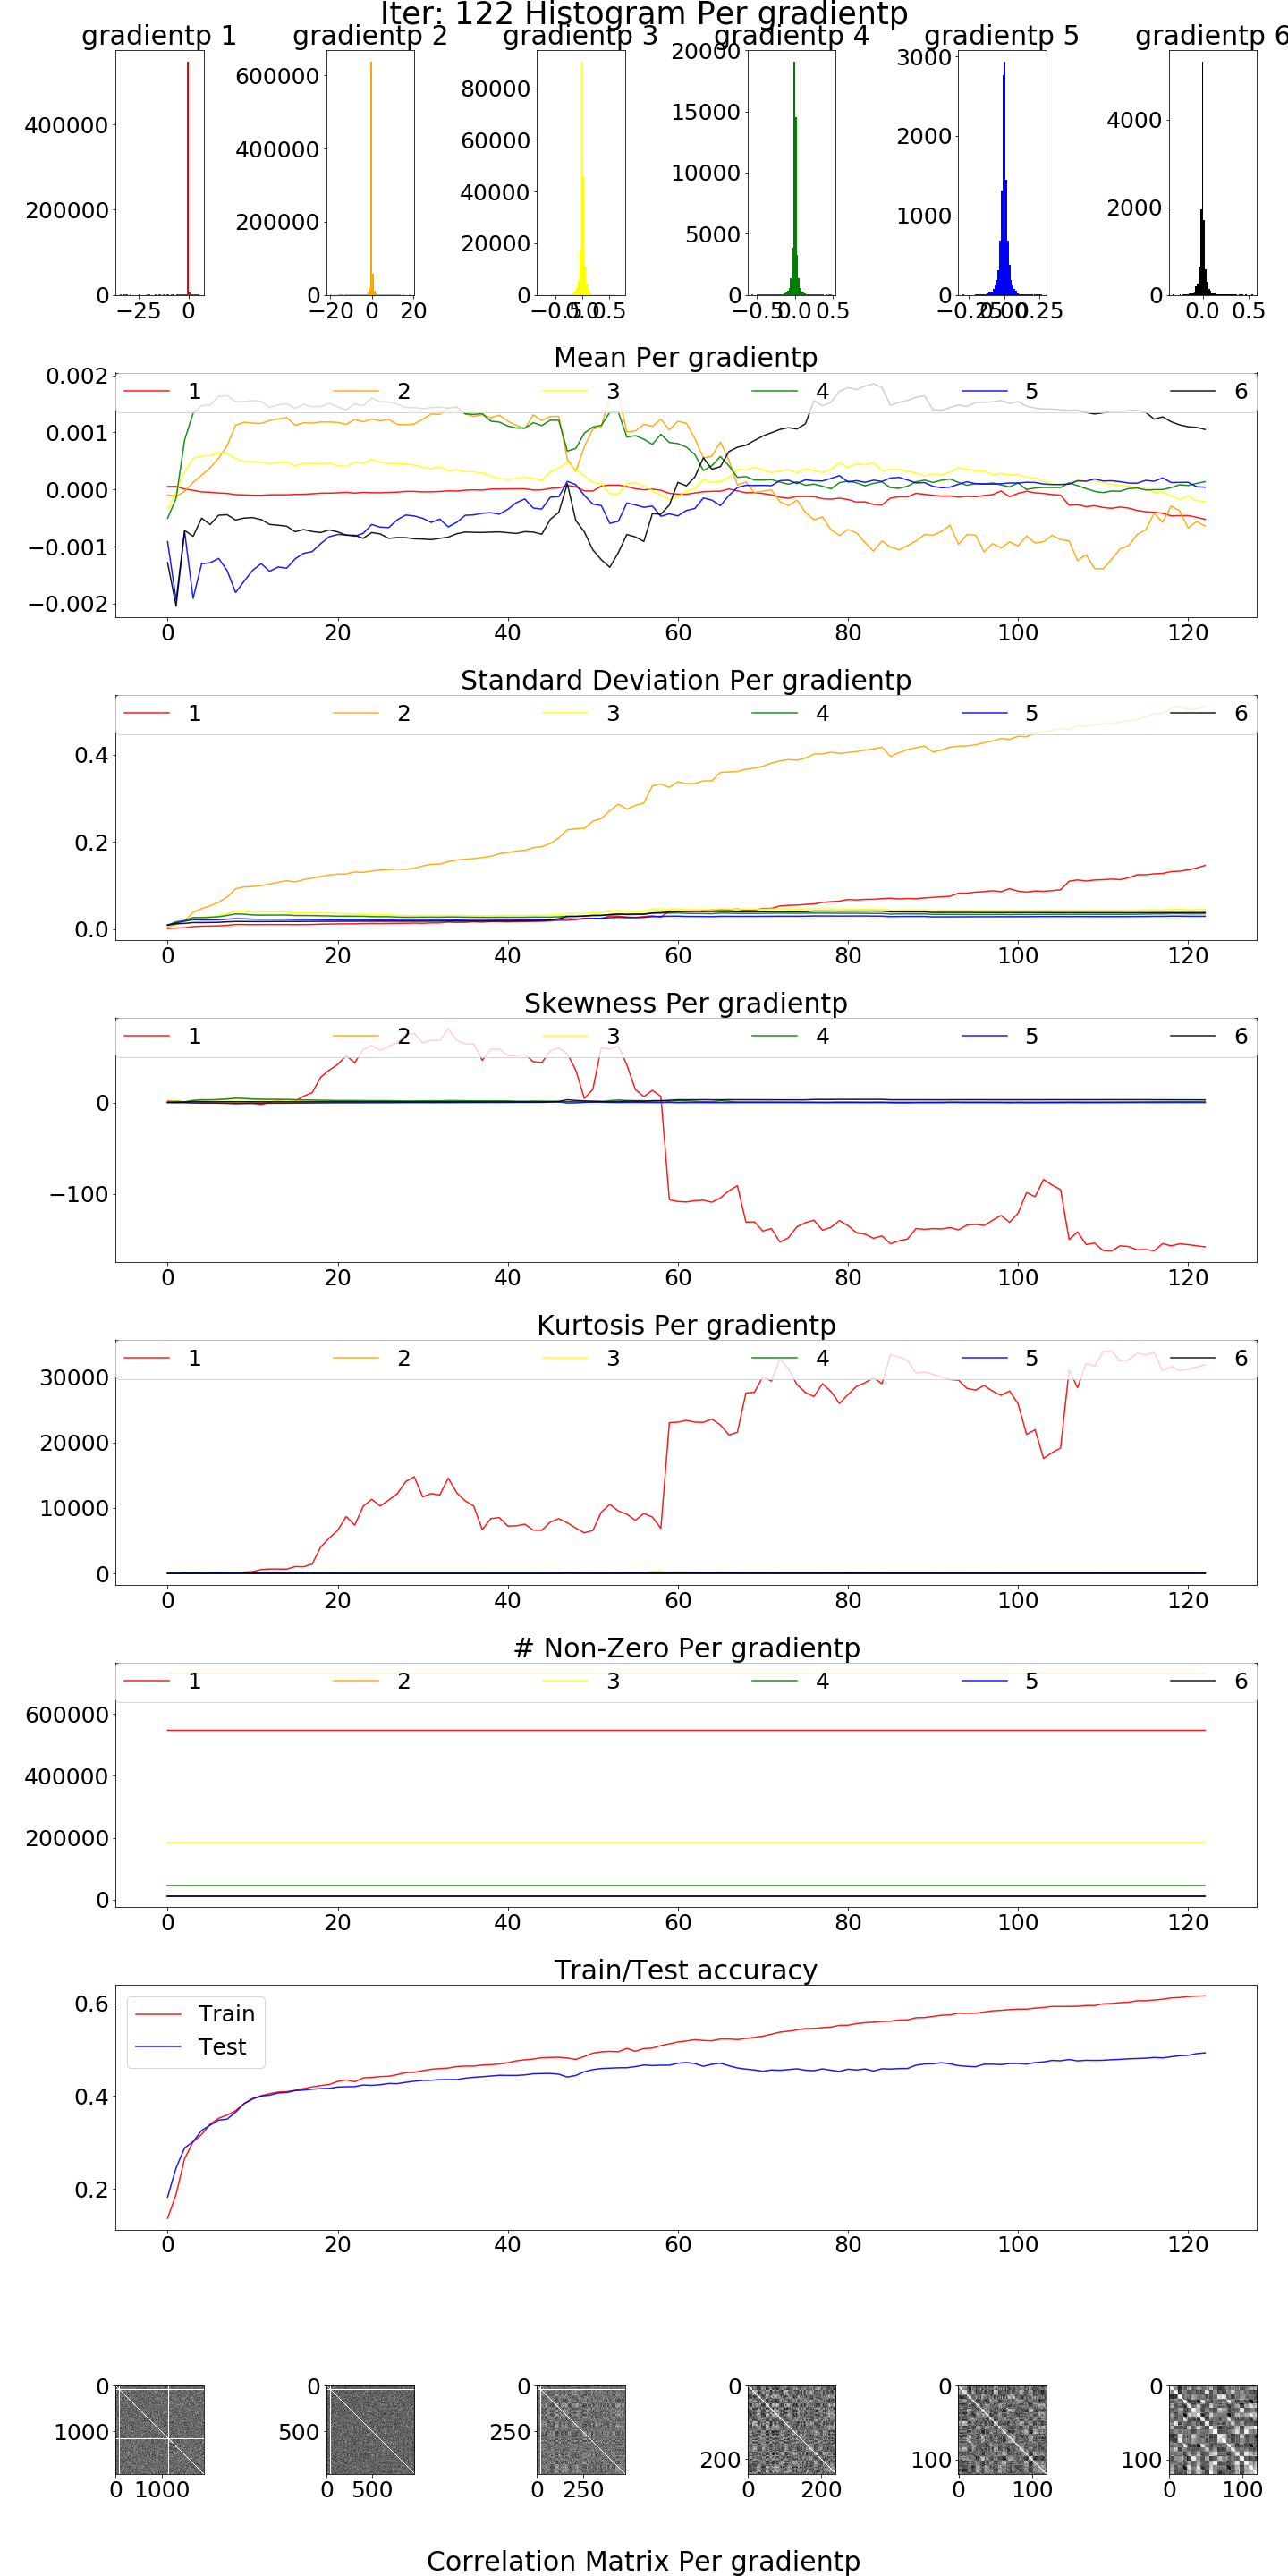 Iter: 122 Histogram Per gradientp
gradientp 1 gradientp 2 gradientp 3 gradientp 4 gradientp 5 gradientp 6
400000
200000
0
−25 0
600000
400000
200000
0
−20 0 20
80000
60000
40000
20000
0
−0.5 0.0 0.5
20000
15000
10000
5000
0
−0.5 0.0 0.5
3000
2000
1000
0
−0.25 0.00 0.25
4000
2000
0
0.0 0.5
Mean Per gradientp
1 2 3 4 5 6
0.002
0.001
0.000
−0.001
−0.002
0 20 40 60 80 100 120
Standard Deviation Per gradientp
1 2 3 4 5 6
0.4
0.2
0.0
0 20 40 60 80 100 120
Skewness Per gradientp
1 2 3 4 5 6
0
−100
0 20 40 60 80 100 120
Kurtosis Per gradientp
1 2 3 4 5 6
30000
20000
10000
0
0 20 40 60 80 100 120
# Non-Zero Per gradientp
1 2 3 4 5 6
600000
400000
200000
0
0 20 40 60 80 100 120
Train/Test accuracy
Train
Test
0.6
0.4
0.2
0 20 40 60 80 100 120
0
1000
0 1000
0
500
0 500
0
250
0 250
0
200
0 200
0
100
0 100
0
100
0 100
Correlation Matrix Per gradientp